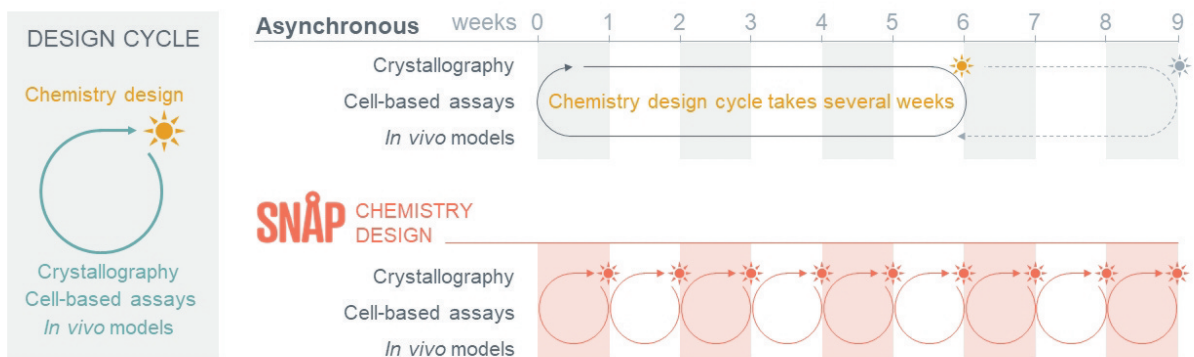 DESIGN CYCLE
Chemistry design
Crystallography
Cell-based assays
In vivo models
Asynchronous weeks 0 1 2 3 4 5 6 7 8 9
Crystallography
Cell-based assays
In vivo models
Chemistry design cycle takes several weeks
SNÅP CHEMISTRY
DESIGN
Crystallography
Cell-based assays
In vivo models